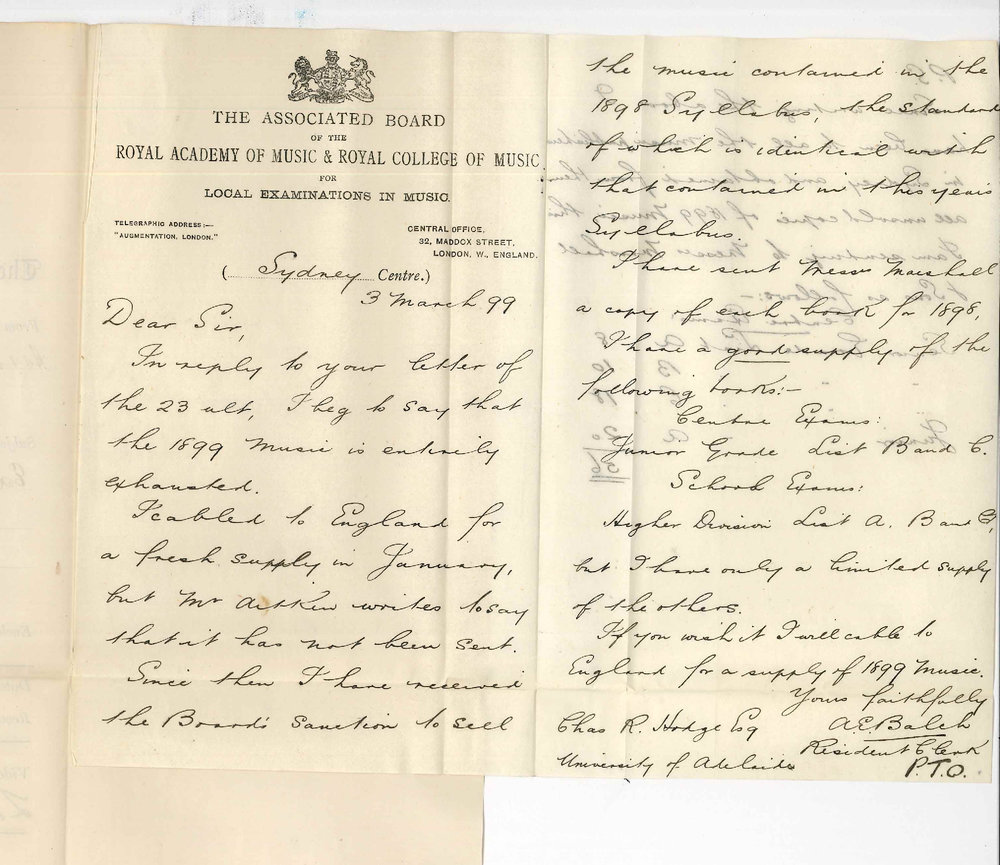 THE ASSOCIATED BOARD
OF THE
ROYAL ACADEMY OF MUSIC & ROYAL COLLEGE OF MUSIC
FOR
LOCAL EXAMINATIONS IN MUSIC.
TELEGRAPHIC ADDRESS:—
"AUGMENTATION, LONDON."
CENTRAL OFFICE,
32, MADDOX STREET,
LONDON, W., ENGLAND.
( Sydney Centre.)
3 March 99
Dear Sir,
In reply to your letter of
the 23 ult, I beg to say that
the 1899 Music is entirely
exhausted.
I cabled to England for
a fresh supply in January,
but Mr Aitken writes to say
that it has not been sent.
Since then I have received
the Board's sanction to sell
the music contained in the
1898 Syllabus, the standard
of which is identical with
that contained in this years
Syllabus.
I have sent Messrs Marshall
a copy of each book for 1898,
I have a good supply of the
following books:-
Centre Exams:
Junior Grade List B and C.
School Exams:
Higher Division List A. B and C,
but I have only a limited supply
of the others.
If you wish it I will cable to
England for a supply of 1899 Music.
Yours faithfully
A.E. Balch
Resident Clerk
Chas R. Hodge Esq
University of Adelaide
P.T.O.